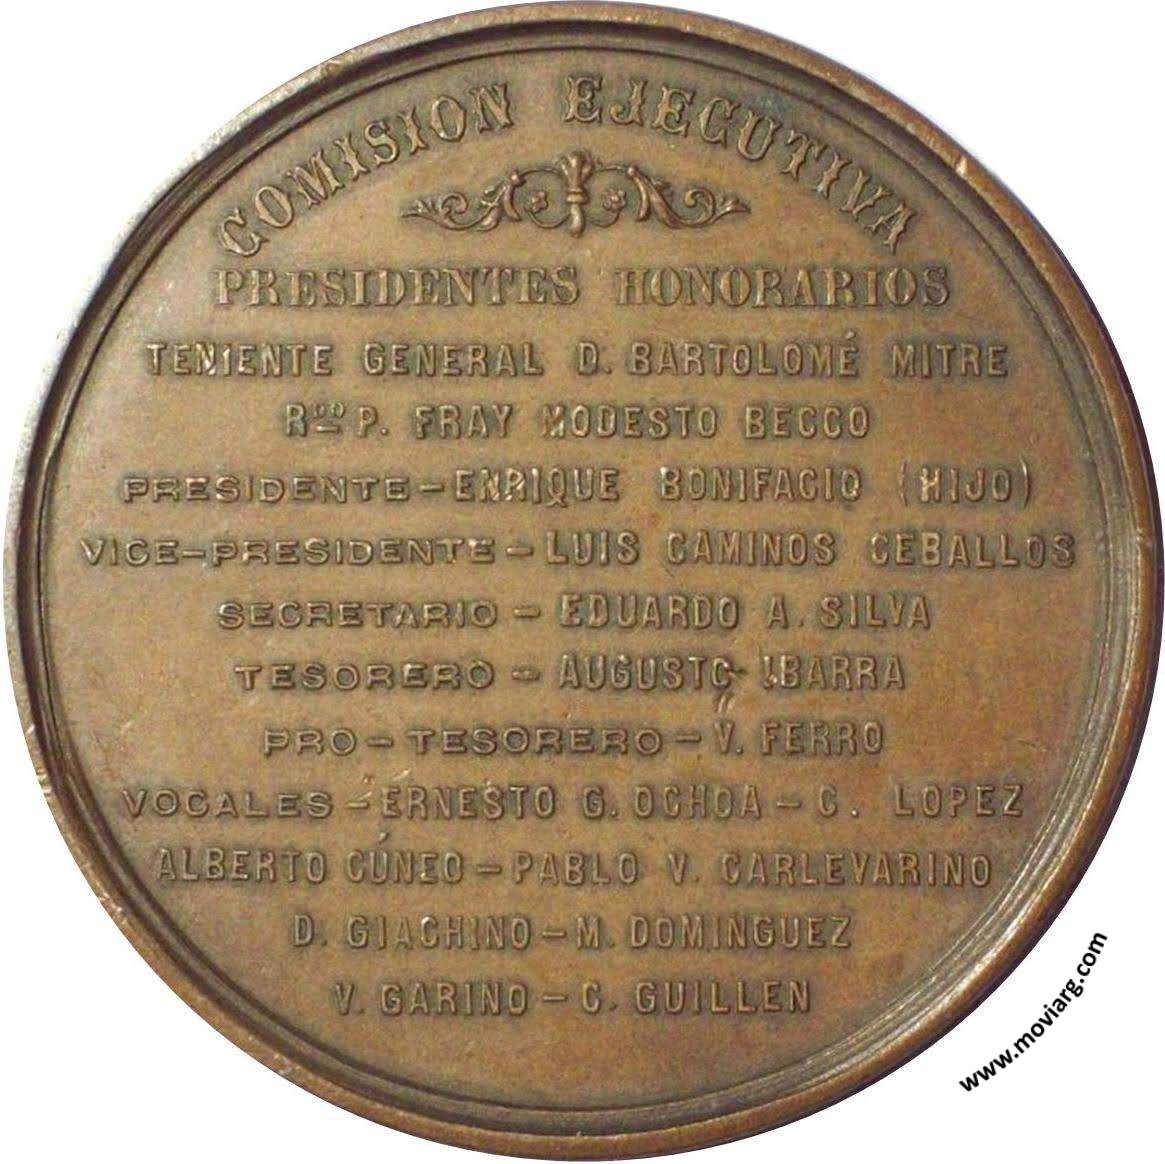 COMISION EJECUTIVA
PRESIDENTES HONORARIOS
TENIENTE GENERAL D. BARTOLOMÉ MITRE
Rᴰᴼ P. FRAY MODESTO BECCO
PRESIDENTE-ENRIQUE BONIFACIO (HIJO)
VICE-PRESIDENTE-LUIS CAMINOS CEBALLOS
SECRETARIO - EDUARDO A. SILVA
TESORERO - AUGUSTO IBARRA
PRO-TESORERO-V. FERRO
VOCALES-ERNESTO G. OCHOA - C. LOPEZ
ALBERTO CÚNEO-PABLO V. CARLEVARINO
D. GIACHINO-M. DOMINGUEZ
V. GARINO-C. GUILLEN
www.moviarg.com